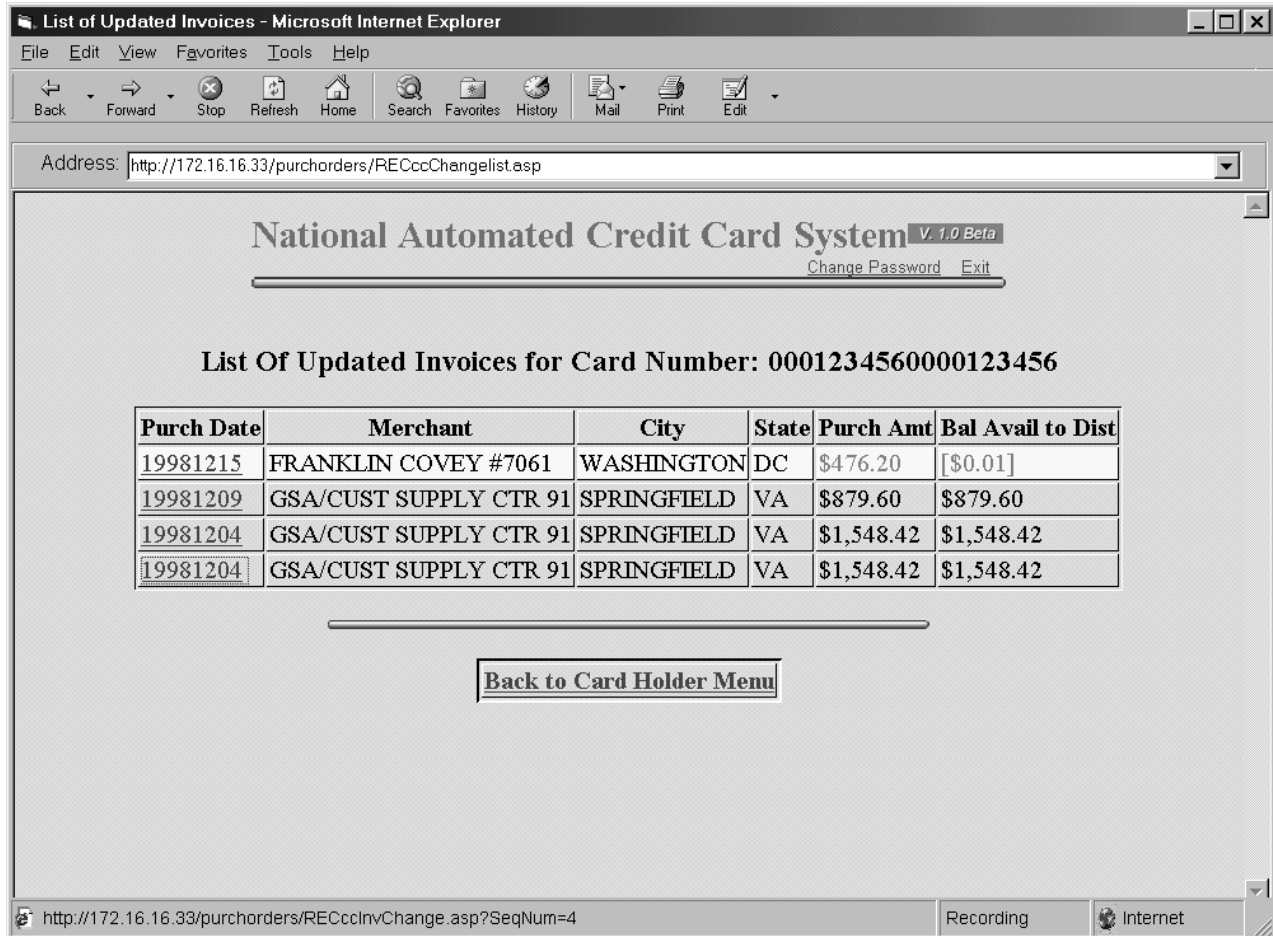 List of Updated Invoices - Microsoft Internet Explorer
File Edit View Favorites Tools Help
Back Forward Stop Refresh Home Search Favorites History Mail Print Edit
Address: http://172.16.16.33/purchorders/RECccChangelist.asp
National Automated Credit Card System V. 1.0 Beta
Change Password Exit
List Of Updated Invoices for Card Number: 0001234560000123456
Purch Date Merchant City State Purch Amt Bal Avail to Dist
19981215 FRANKLIN COVEY #7061 WASHINGTON DC $476.20 [$0.01]
19981209 GSA/CUST SUPPLY CTR 91 SPRINGFIELD VA $879.60 $879.60
19981204 GSA/CUST SUPPLY CTR 91 SPRINGFIELD VA $1,548.42 $1,548.42
19981204 GSA/CUST SUPPLY CTR 91 SPRINGFIELD VA $1,548.42 $1,548.42
Back to Card Holder Menu
http://172.16.16.33/purchorders/RECccInvChange.asp?SeqNum=4 Recording Internet